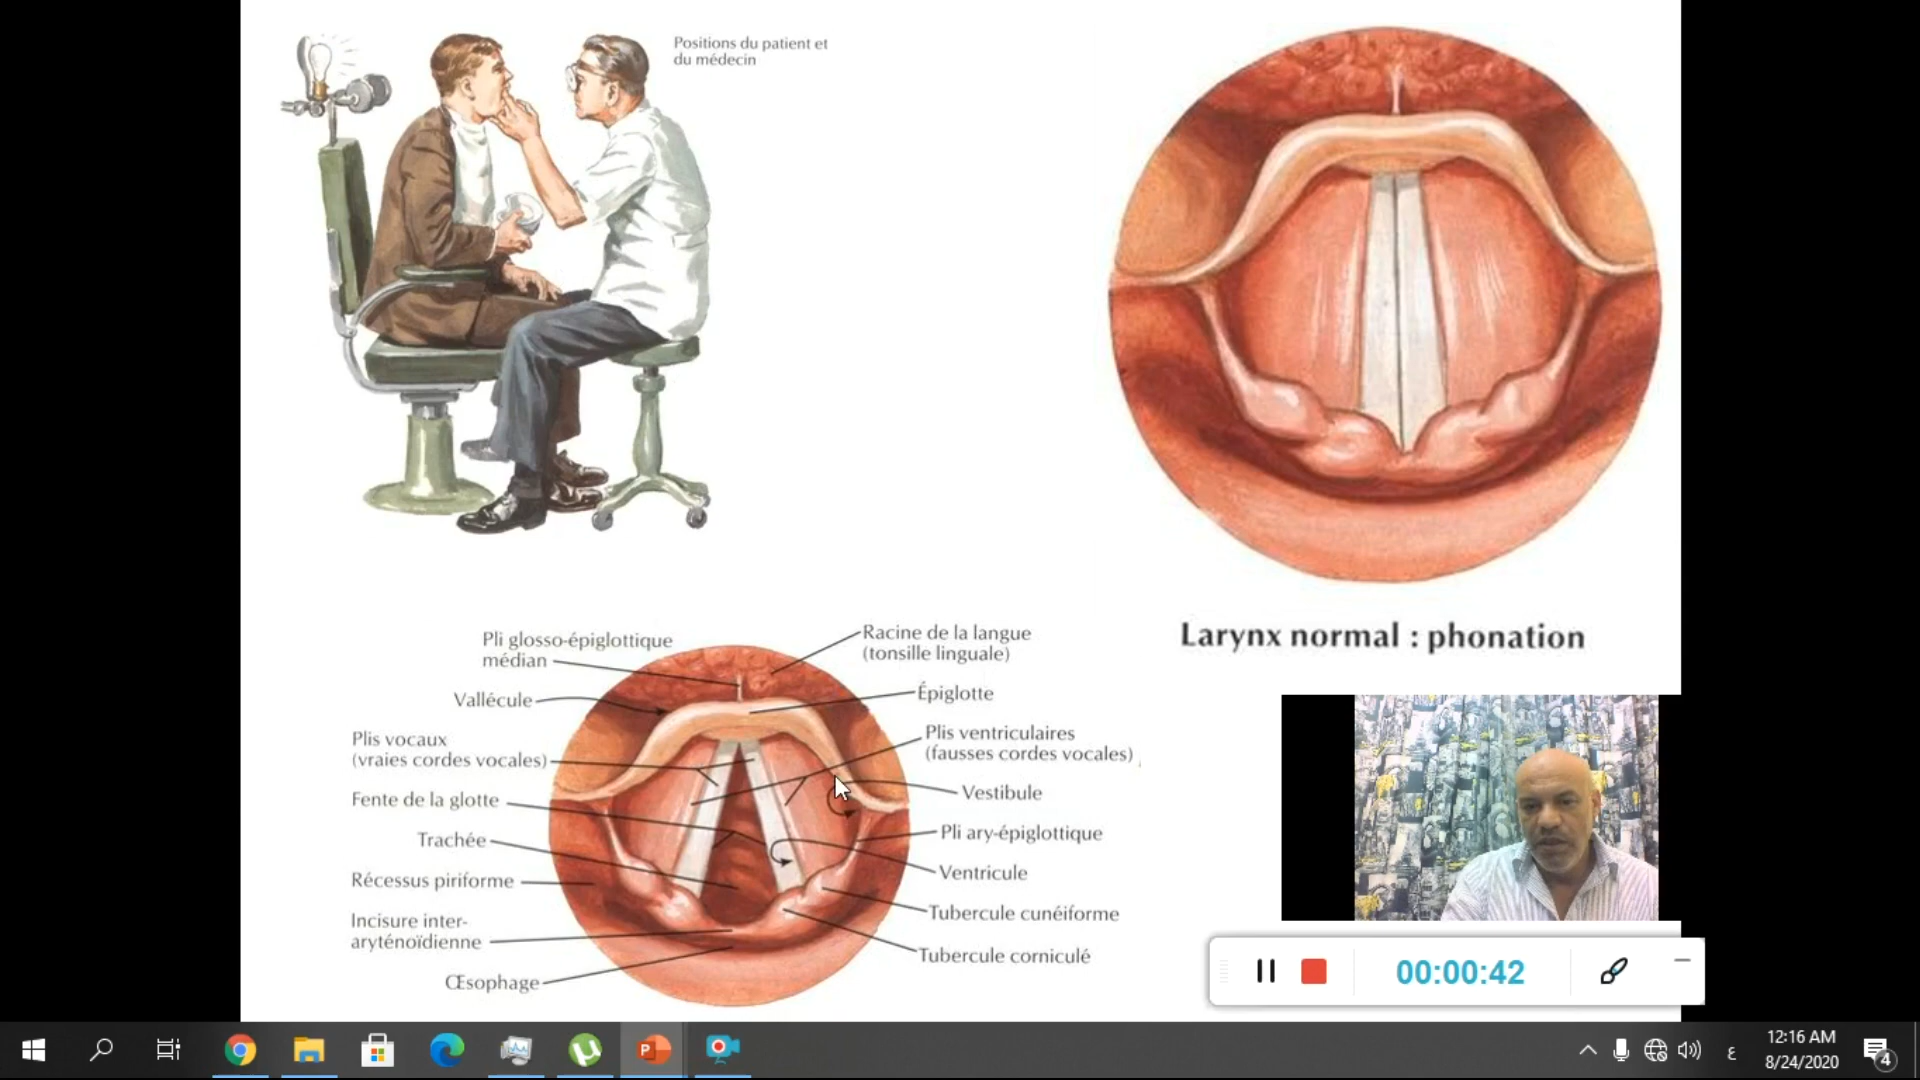 Positions du patient et
du médecin
Larynx normal : phonation
Pli glosso-épiglottique
médian
Vallécule
Plis vocaux
(vraies cordes vocales)
Fente de la glotte
Trachée
Récessus piriforme
Incisure inter-
aryténoïdienne
Œsophage
Racine de la langue
(tonsille linguale)
Épiglotte
Plis ventriculaires
(fausses cordes vocales)
Vestibule
Pli ary-épiglottique
Ventricule
Tubercule cunéiforme
Tubercule corniculé
00:00:42
ع
12:16 AM
8/24/2020
4